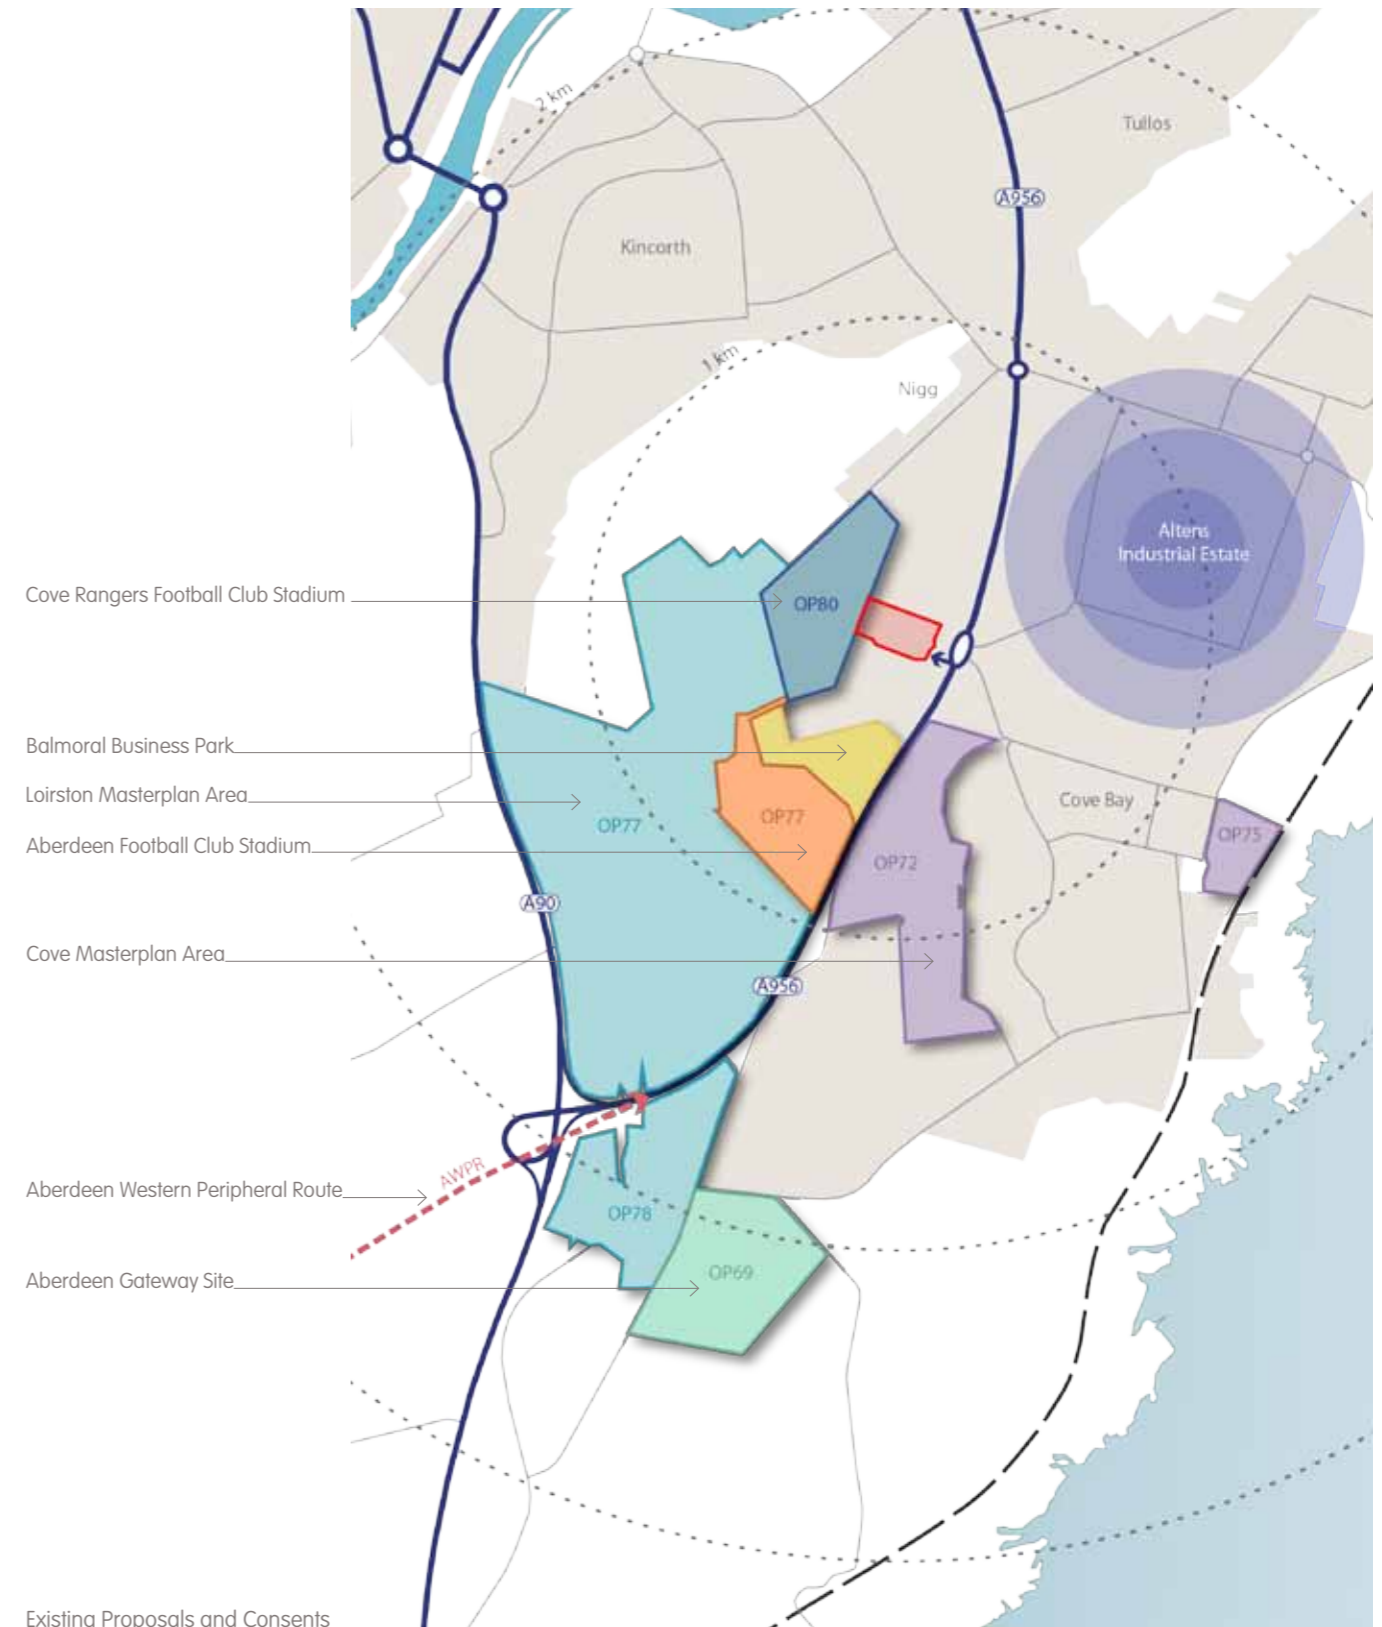 2 km
Tullos
A956
Kincorth
1 km
Nigg
Altens
Industrial Estate
Cove Rangers Football Club Stadium
OP80
Balmoral Business Park
Loirston Masterplan Area
Cove Bay
OP77
OP77
OP75
Aberdeen Football Club Stadium
OP72
A90
Cove Masterplan Area
A956
AWPR
Aberdeen Western Peripheral Route
OP78
OP69
Aberdeen Gateway Site
Existing Proposals and Consents